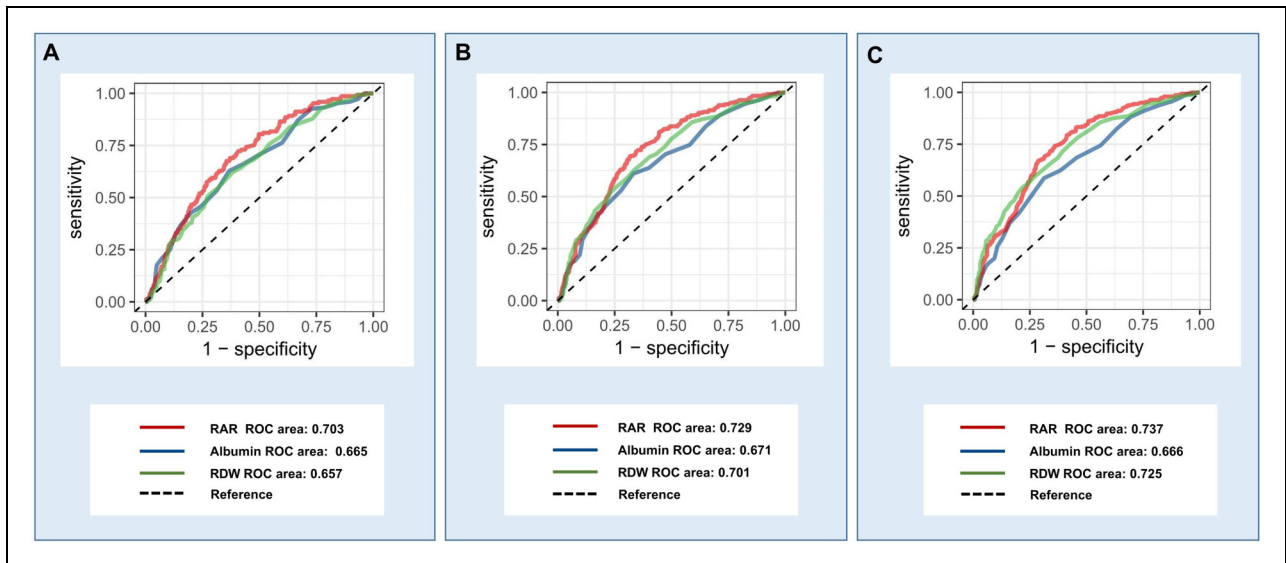 A
1.00
0.75
0.50
0.25
0.00
sensitivity
0.00 0.25 0.50 0.75 1.00
1 − specificity
RAR ROC area: 0.703
Albumin ROC area: 0.665
RDW ROC area: 0.657
Reference
B
1.00
0.75
0.50
0.25
0.00
sensitivity
0.00 0.25 0.50 0.75 1.00
1 − specificity
RAR ROC area: 0.729
Albumin ROC area: 0.671
RDW ROC area: 0.701
Reference
C
1.00
0.75
0.50
0.25
0.00
sensitivity
0.00 0.25 0.50 0.75 1.00
1 − specificity
RAR ROC area: 0.737
Albumin ROC area: 0.666
RDW ROC area: 0.725
Reference